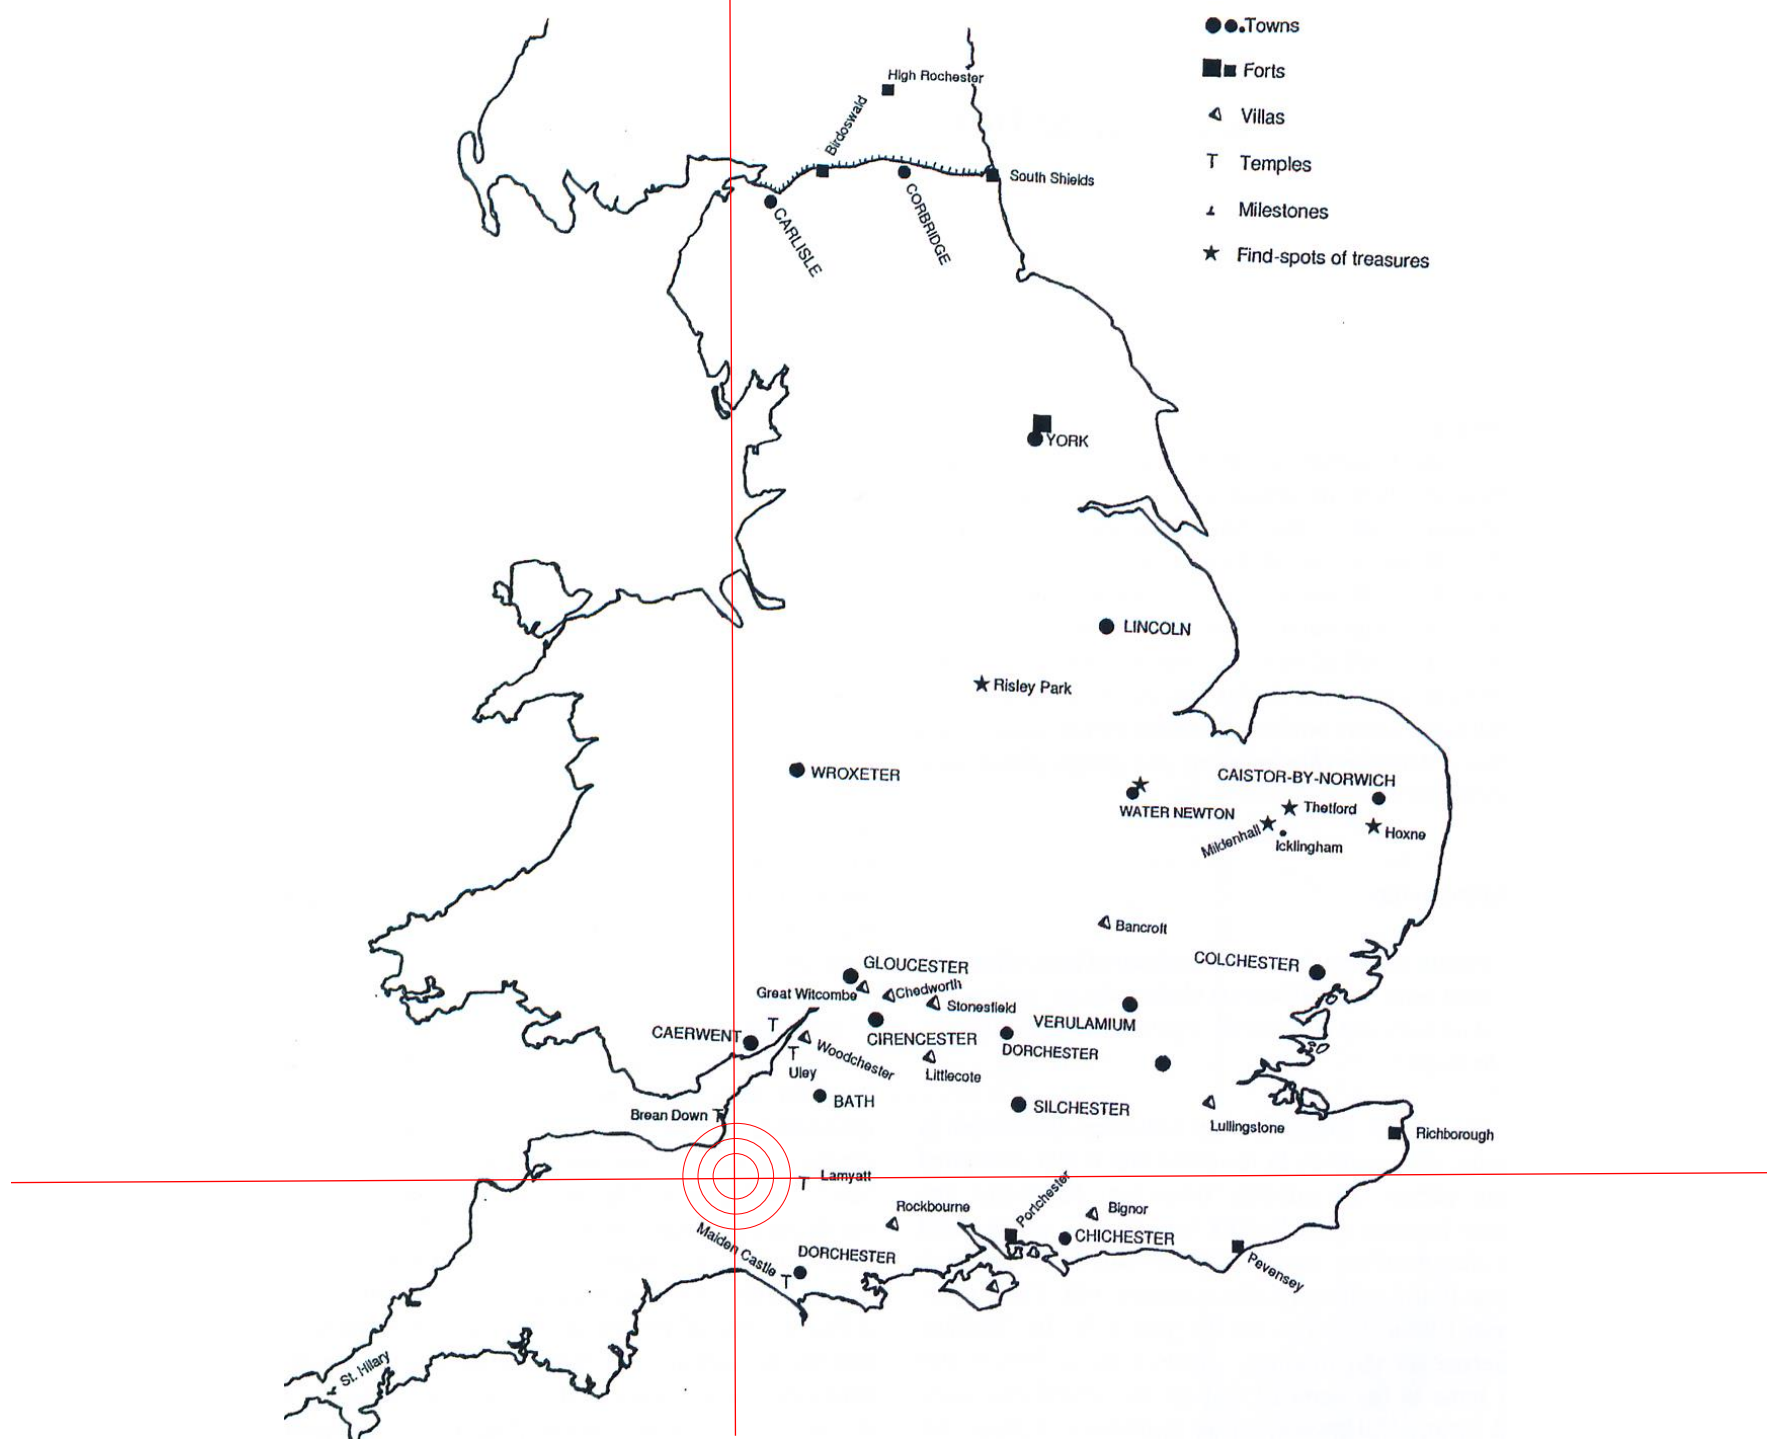 Towns
High Rochester
Forts
Birdoswald
Villas
Temples
South Shields
CARLISLE
CORBRIDGE
Milestones
Find-spots of treasures
YORK
LINCOLN
Risley Park
WROXETER
CAISTOR-BY-NORWICH
WATER NEWTON
Thetford
Mildenhall
Hoxne
Icklingham
Bancroft
GLOUCESTER
COLCHESTER
Great Witcombe
Chedworth
Stonesfield
VERULAMIUM
CAERWENT
CIRENCESTER
DORCHESTER
Woodchester
Uley
Littlecote
BATH
SILCHESTER
Brean Down
Lullingstone
Richborough
Lamyatt
Rockbourne
Portchester
Bignor
CHICHESTER
Maiden Castle
DORCHESTER
Pevensey
St. Hilary